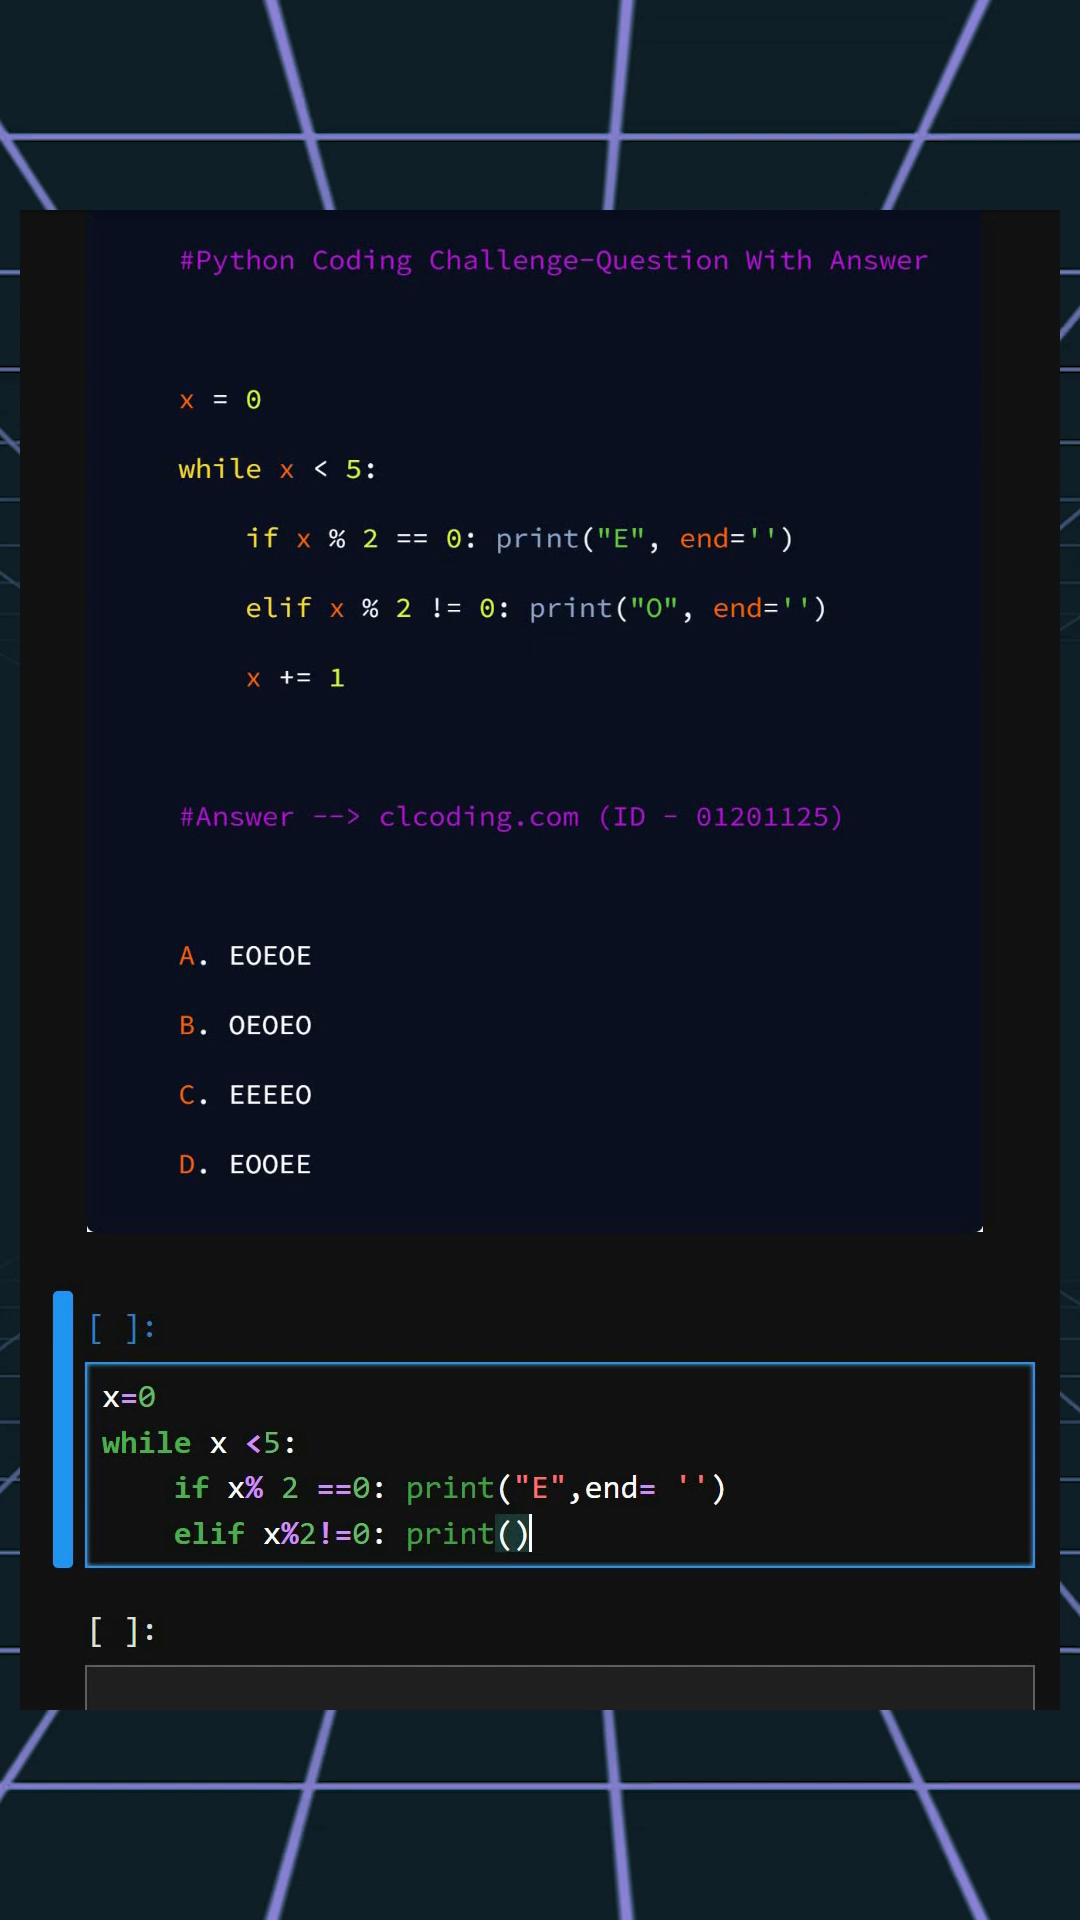 #Python Coding Challenge-Question With Answer
x = 0
while x < 5:
    if x % 2 == 0: print("E", end='')
    elif x % 2 != 0: print("O", end='')
    x += 1
#Answer --> clcoding.com (ID - 01201125)
A. EOEOE
B. OEOEO
C. EEEEO
D. EOOEE
[ ]:
x=0
while x <5:
    if x% 2 ==0: print("E",end= '')
    elif x%2!=0: print()
[ ]: